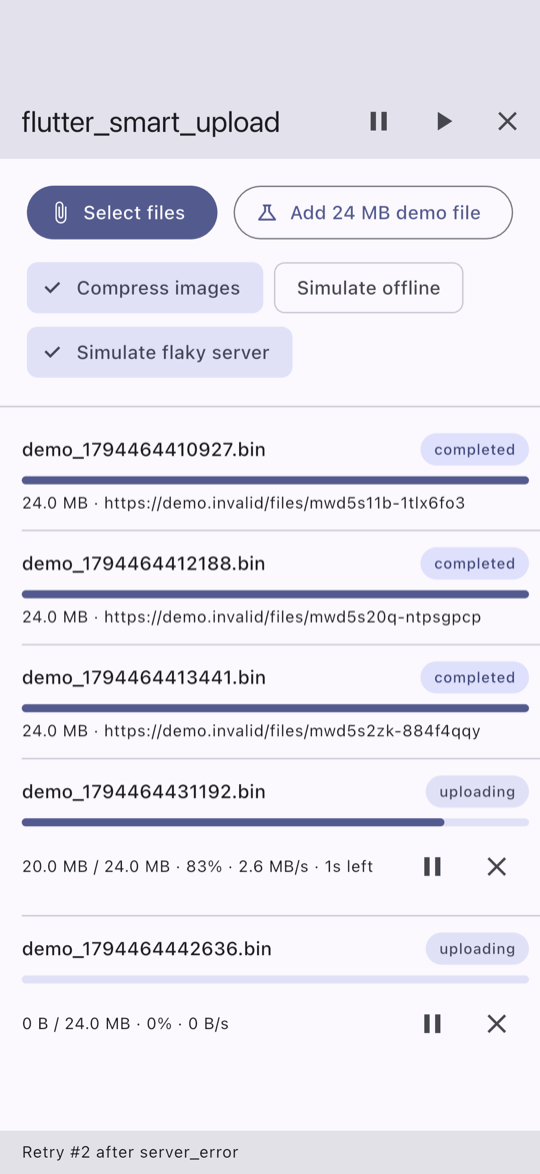 flutter_smart_upload
Select files
Add 24 MB demo file
Compress images
Simulate offline
Simulate flaky server
demo_1794464410927.bin
completed
24.0 MB · https://demo.invalid/files/mwd5s11b-1tlx6fo3
demo_1794464412188.bin
completed
24.0 MB · https://demo.invalid/files/mwd5s20q-ntpsgpcp
demo_1794464413441.bin
completed
24.0 MB · https://demo.invalid/files/mwd5s2zk-884f4qqy
demo_1794464431192.bin
uploading
20.0 MB / 24.0 MB · 83% · 2.6 MB/s · 1s left
demo_1794464442636.bin
uploading
0 B / 24.0 MB · 0% · 0 B/s
Retry #2 after server_error